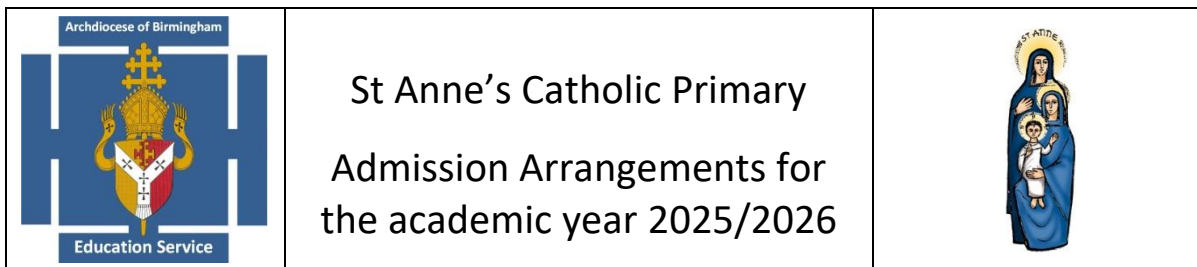 Archdiocese of Birmingham
Education Service
St Anne’s Catholic Primary
Admission Arrangements for
the academic year 2025/2026
ST ANNE